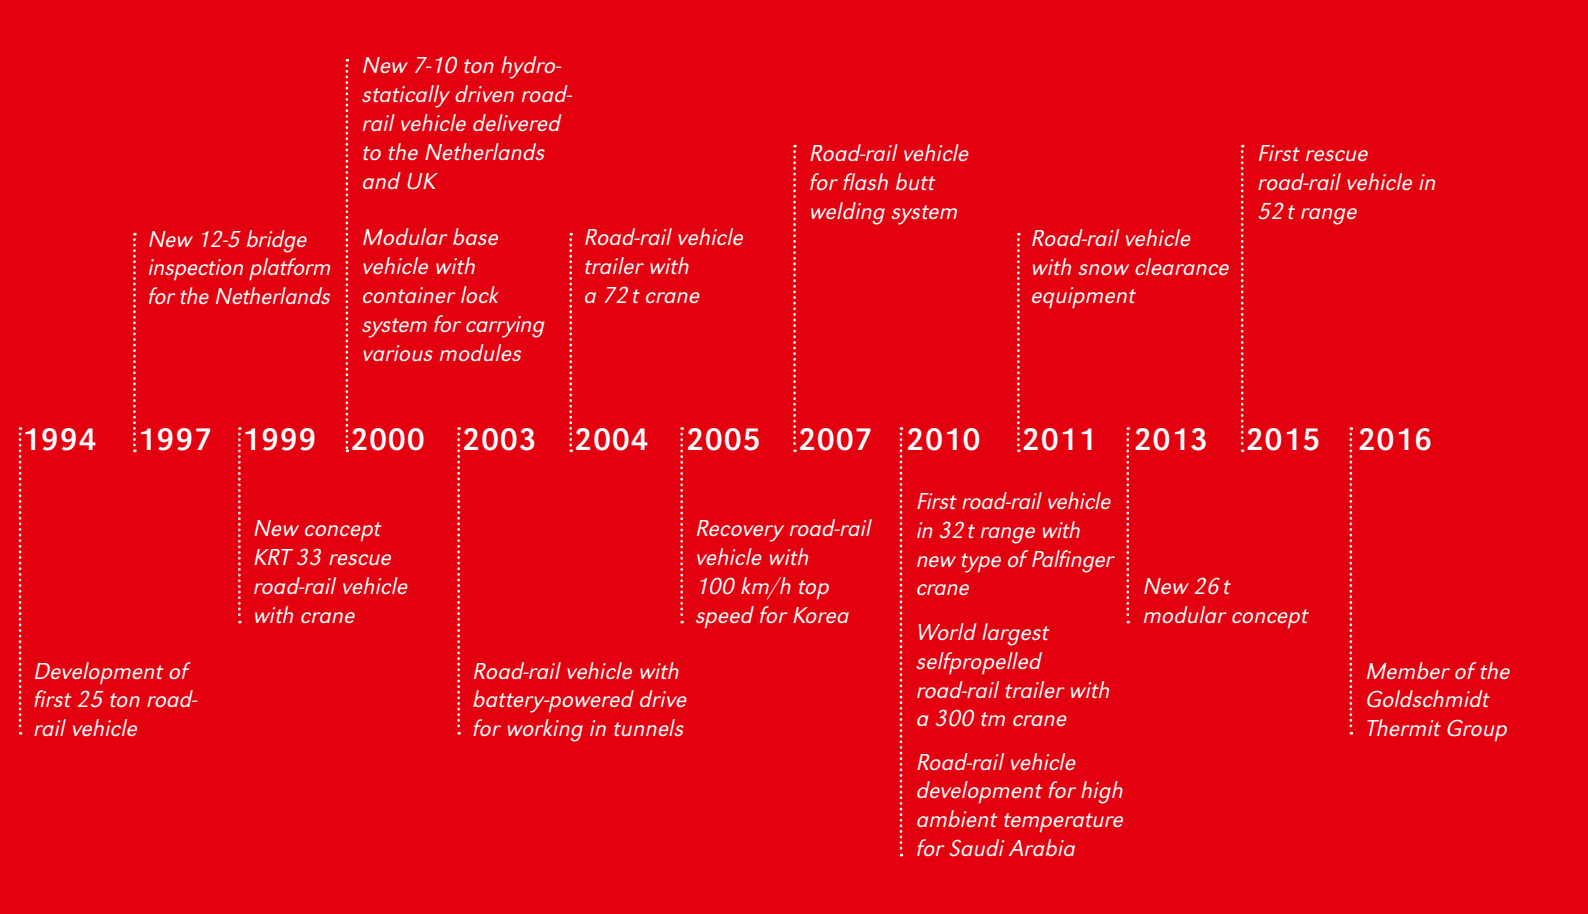 New 7-10 ton hydro-
statically driven road-
rail vehicle delivered
to the Netherlands
and UK
Modular base
vehicle with
container lock
system for carrying
various modules
Road-rail vehicle
for flash butt
welding system
First rescue
road-rail vehicle in
52 t range
New 12-5 bridge
inspection platform
for the Netherlands
Road-rail vehicle
trailer with
a 72 t crane
Road-rail vehicle
with snow clearance
equipment
1994
1997
1999
2000
2003
2004
2005
2007
2010
2011
2013
2015
2016
Development of
first 25 ton road-
rail vehicle
New concept
KRT 33 rescue
road-rail vehicle
with crane
Road-rail vehicle with
battery-powered drive
for working in tunnels
Recovery road-rail
vehicle with
100 km/h top
speed for Korea
First road-rail vehicle
in 32 t range with
new type of Palfinger
crane
World largest
selfpropelled
road-rail trailer with
a 300 tm crane
Road-rail vehicle
development for high
ambient temperature
for Saudi Arabia
New 26 t
modular concept
Member of the
Goldschmidt
Thermit Group